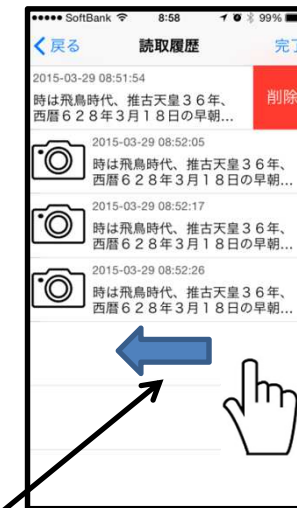 SoftBank 8:58 99%
戻る 読取履歴 完了
2015-03-29 08:51:54
時は飛鳥時代、推古天皇３６年、
西暦６２８年３月１８日の早朝...
削除
2015-03-29 08:52:05
時は飛鳥時代、推古天皇３６年、
西暦６２８年３月１８日の早朝...
2015-03-29 08:52:17
時は飛鳥時代、推古天皇３６年、
西暦６２８年３月１８日の早朝...
2015-03-29 08:52:26
時は飛鳥時代、推古天皇３６年、
西暦６２８年３月１８日の早朝...